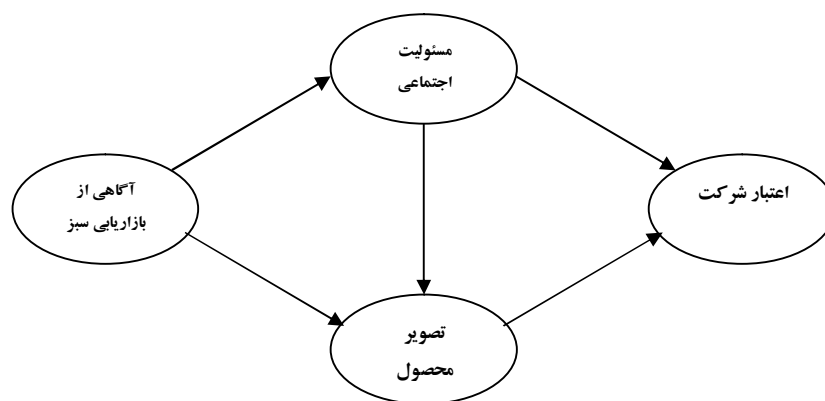 مسئولیت
اجتماعی
آگاهی از
بازاریابی سبز
اعتبار شرکت
تصویر
محصول